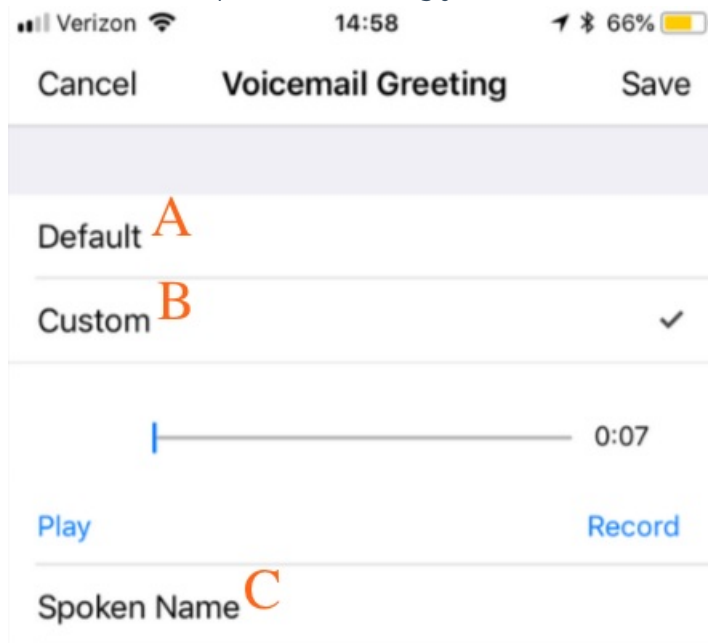 Verizon 14:58 66%
Cancel Voicemail Greeting Save
Default A
Custom B
0:07
Play Record
Spoken Name C